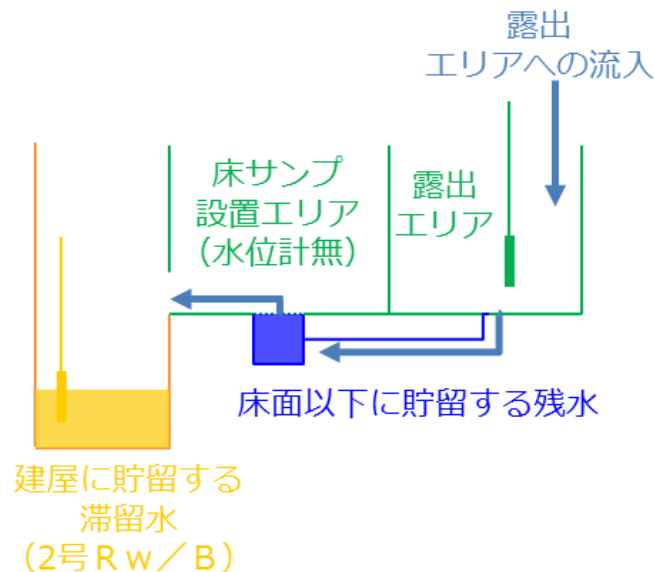 露出
エリアへの流入
床サンプ
設置エリア
(水位計無)
露出
エリア
床面以下に貯留する残水
建屋に貯留する
滞留水
(2号Rw/B)